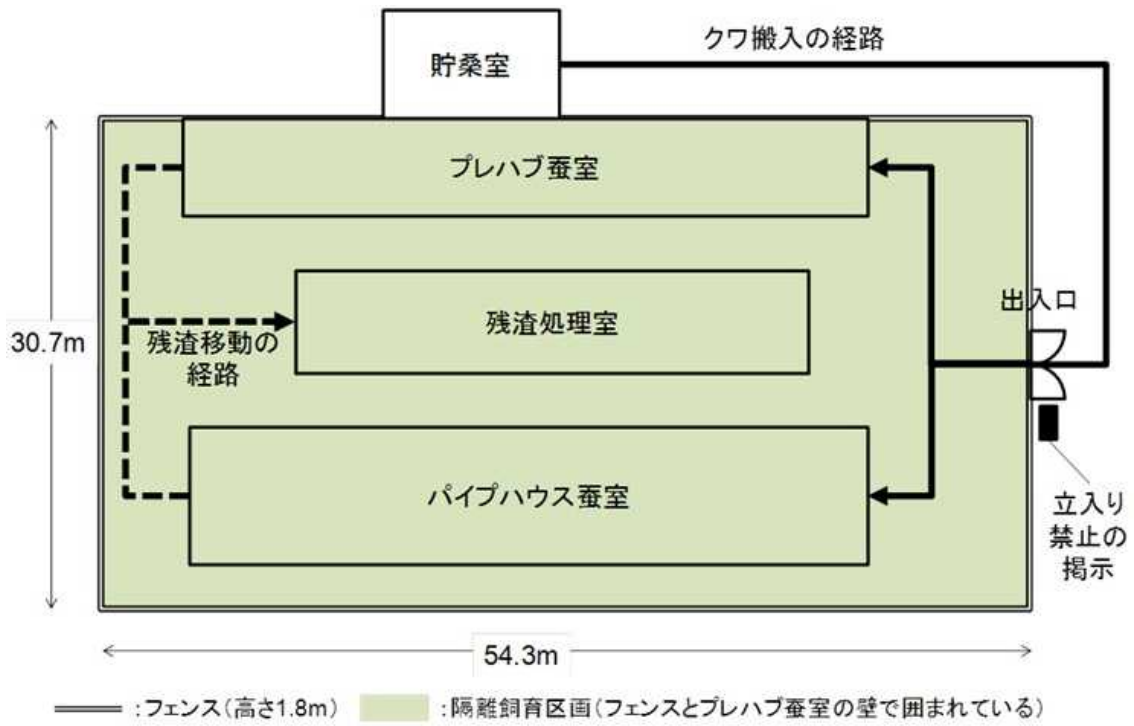 クワ搬入の経路
貯桑室
プレハブ蚕室
出入口
残渣処理室
30.7m
残渣移動の
経路
パイプハウス蚕室
立入り
禁止の
掲示
54.3m
:フェンス(高さ1.8m)
:隔離飼育区画(フェンスとプレハブ蚕室の壁で囲まれている)